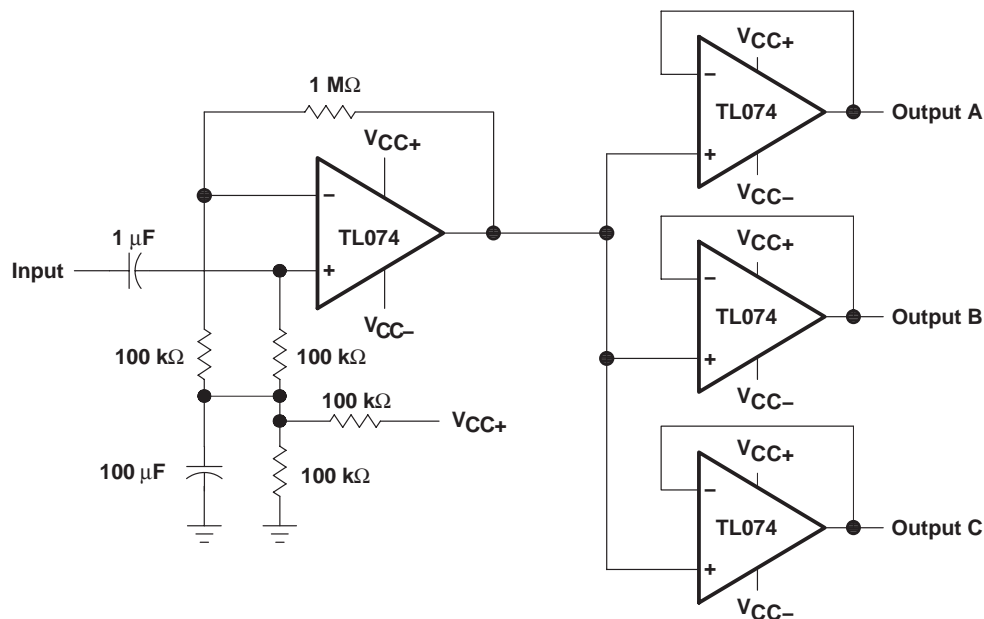 VCC+
1 MΩ
TL074
Output A
VCC+
VCC−
1 μF
TL074
VCC+
Input
VCC−
TL074
Output B
100 kΩ
100 kΩ
100 kΩ
VCC+
VCC−
100 μF
100 kΩ
VCC+
TL074
Output C
VCC−